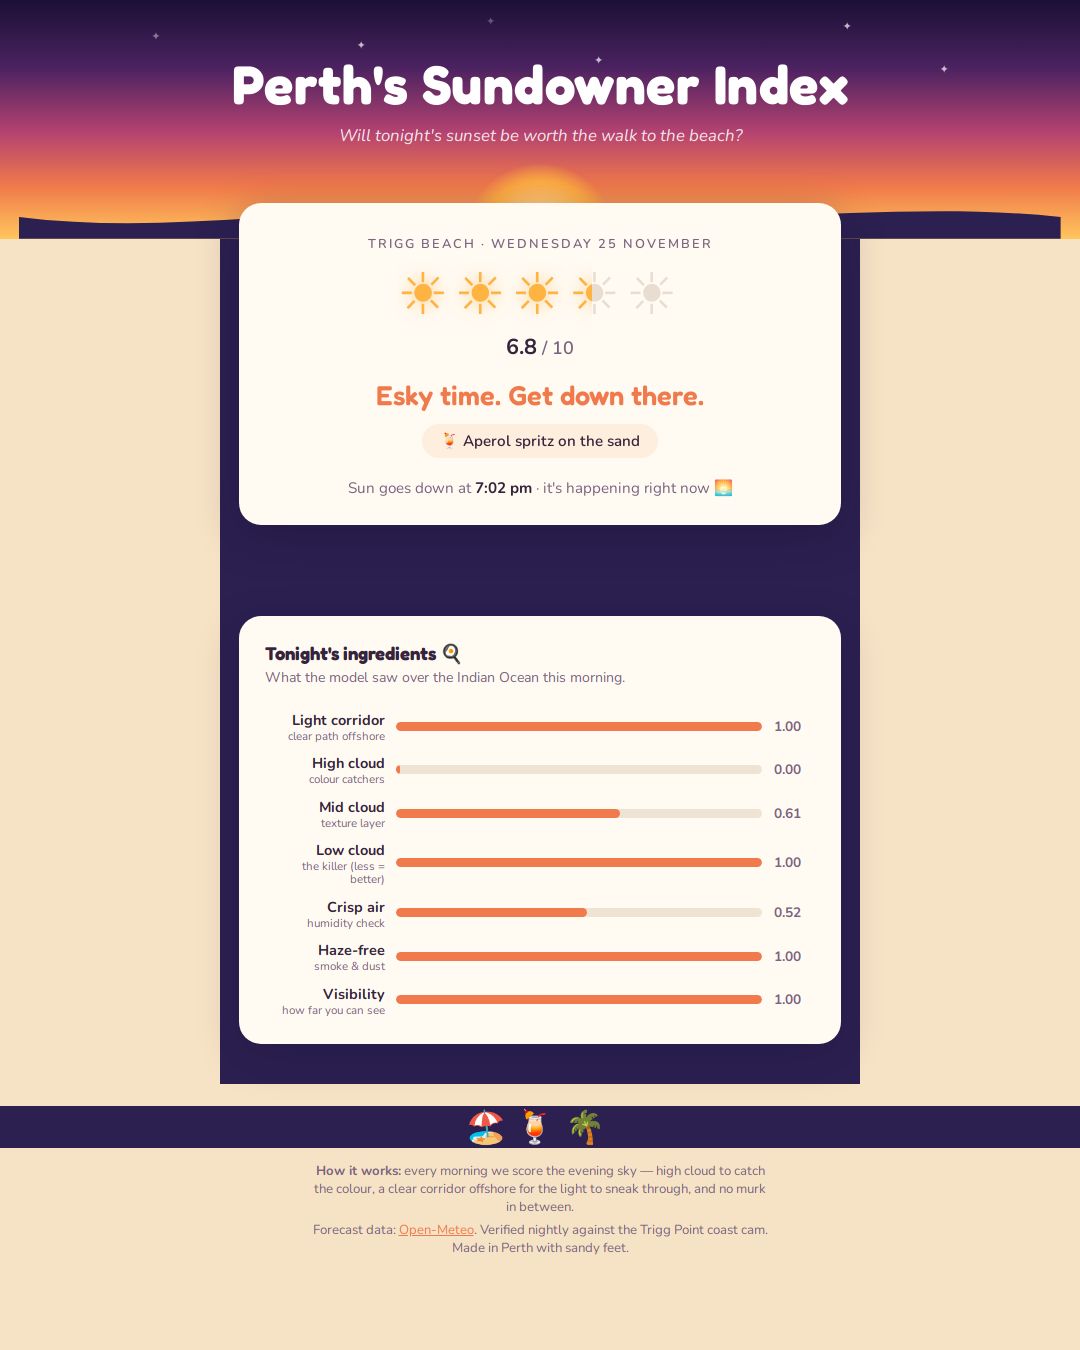 Perth's Sundowner Index
Will tonight's sunset be worth the walk to the beach?
TRIGG BEACH · WEDNESDAY 25 NOVEMBER
6.8 / 10
Esky time. Get down there.
🍹 Aperol spritz on the sand
Sun goes down at 7:02 pm · it's happening right now 🌅
Tonight's ingredients 🍳
What the model saw over the Indian Ocean this morning.
Light corridor
clear path offshore
1.00
High cloud
colour catchers
0.00
Mid cloud
texture layer
0.61
Low cloud
the killer (less =
better)
1.00
Crisp air
humidity check
0.52
Haze-free
smoke & dust
1.00
Visibility
how far you can see
1.00
How it works: every morning we score the evening sky — high cloud to catch
the colour, a clear corridor offshore for the light to sneak through, and no murk
in between.
Forecast data: Open-Meteo. Verified nightly against the Trigg Point coast cam.
Made in Perth with sandy feet.